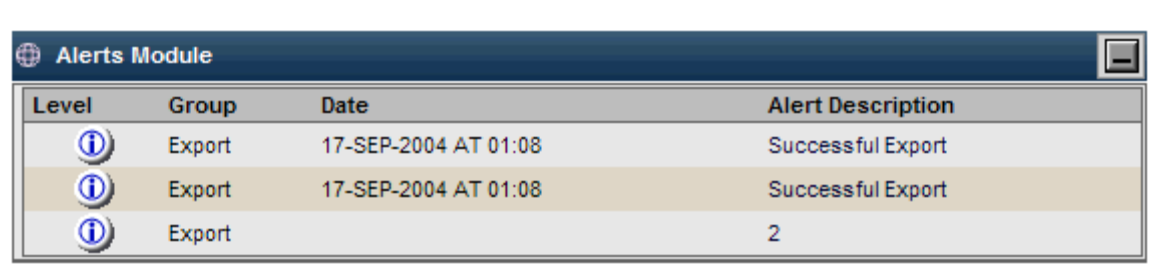 Alerts Module
Level Group Date Alert Description
Export 17-SEP-2004 AT 01:08 Successful Export
Export 17-SEP-2004 AT 01:08 Successful Export
Export 2